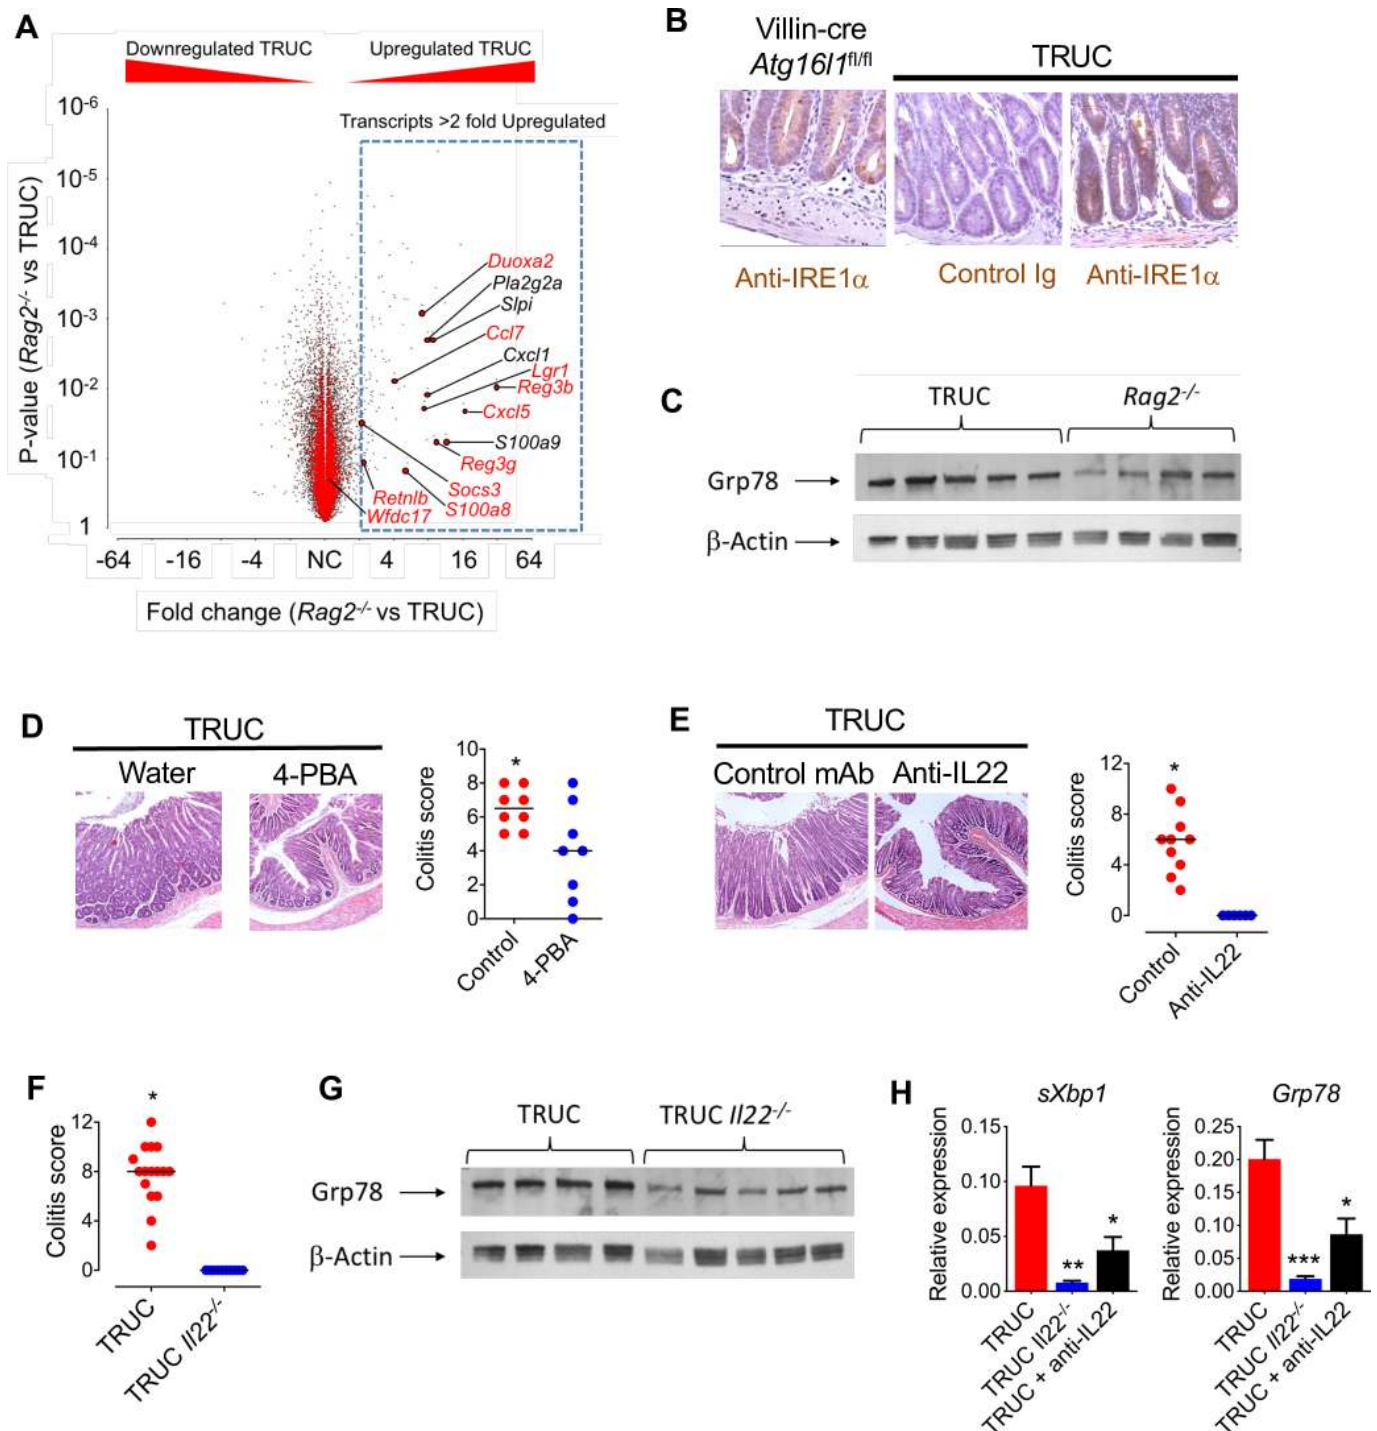 A
Downregulated TRUC
Upregulated TRUC
Transcripts >2 fold Upregulated
P-value (Rag2-/- vs TRUC)
10-6
10-5
10-4
10-3
10-2
10-1
1
Duoxa2
Pla2g2a
Slpi
Ccl7
Cxcl1
Lgr1
Reg3b
Cxcl5
S100a9
Reg3g
Socs3
Retnlb
S100a8
Wfdc17
-64
-16
-4
NC
4
16
64
Fold change (Rag2-/- vs TRUC)
B
Villin-cre
Atg16l1fl/fl
TRUC
Anti-IRE1α
Control Ig
Anti-IRE1α
C
TRUC
Rag2-/-
Grp78
β-Actin
D
TRUC
Water
4-PBA
Colitis score
10
8
6
4
2
0
*
Control
4-PBA
E
TRUC
Control mAb
Anti-IL22
Colitis score
12
8
4
0
*
Control
Anti-IL22
F
Colitis score
12
8
4
0
*
TRUC
TRUC Il22-/-
G
TRUC
TRUC Il22-/-
Grp78
β-Actin
H
sXbp1
Relative expression
0.15
0.10
0.05
0.00
**
*
TRUC
TRUC Il22-/-
TRUC + anti-IL22
Grp78
Relative expression
0.25
0.20
0.15
0.10
0.05
0.00
***
*
TRUC
TRUC Il22-/-
TRUC + anti-IL22